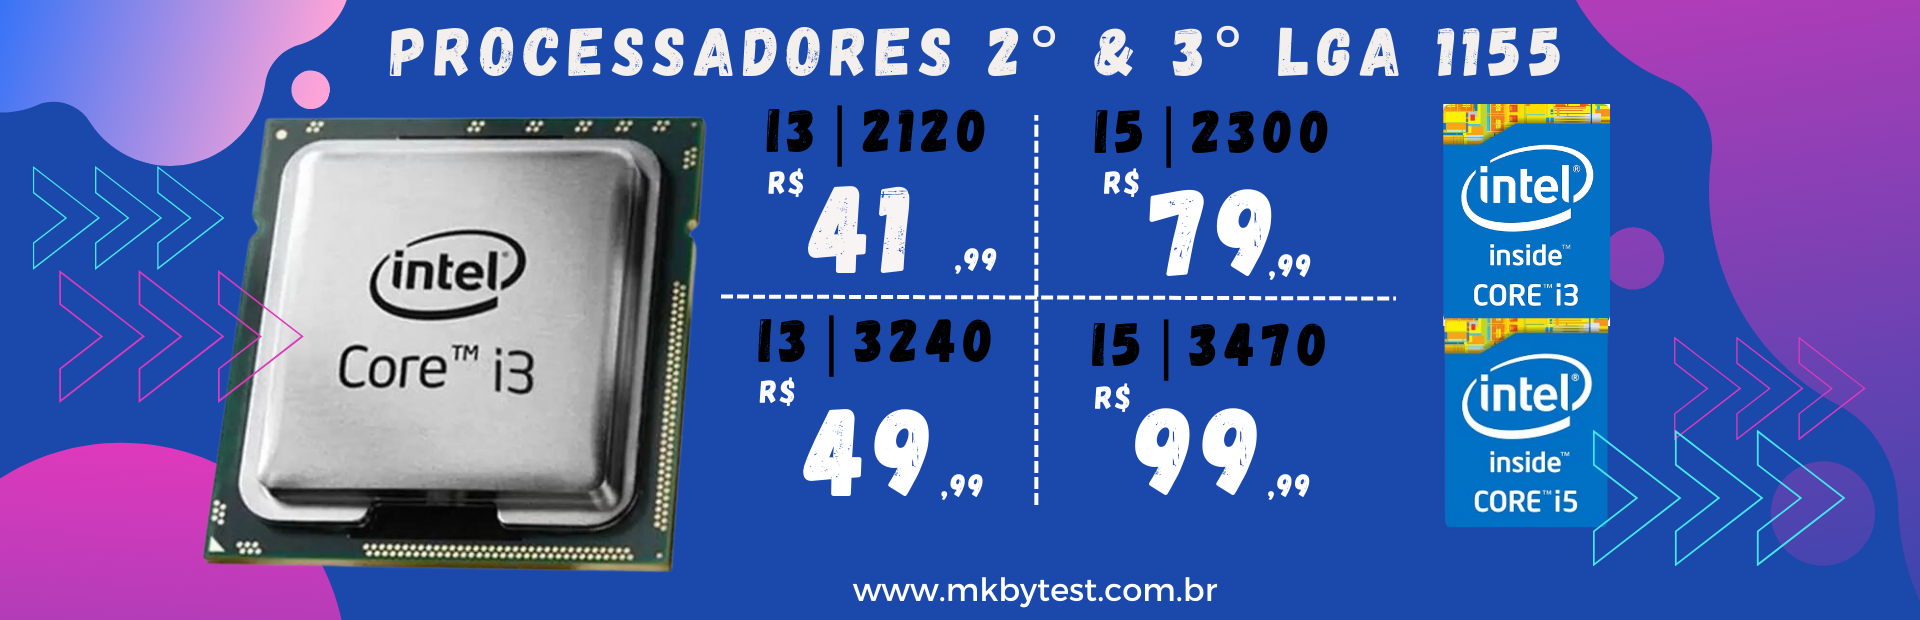 PROCESSADORES 2° & 3° LGA 1155
I3 | 2120
R$ 41 ,99
I5 | 2300
R$ 79 ,99
I3 | 3240
R$ 49 ,99
I5 | 3470
R$ 99 ,99
intel
Core™ i3
intel®
inside™
CORE™ i3
intel®
inside™
CORE™ i5
www.mkbytest.com.br